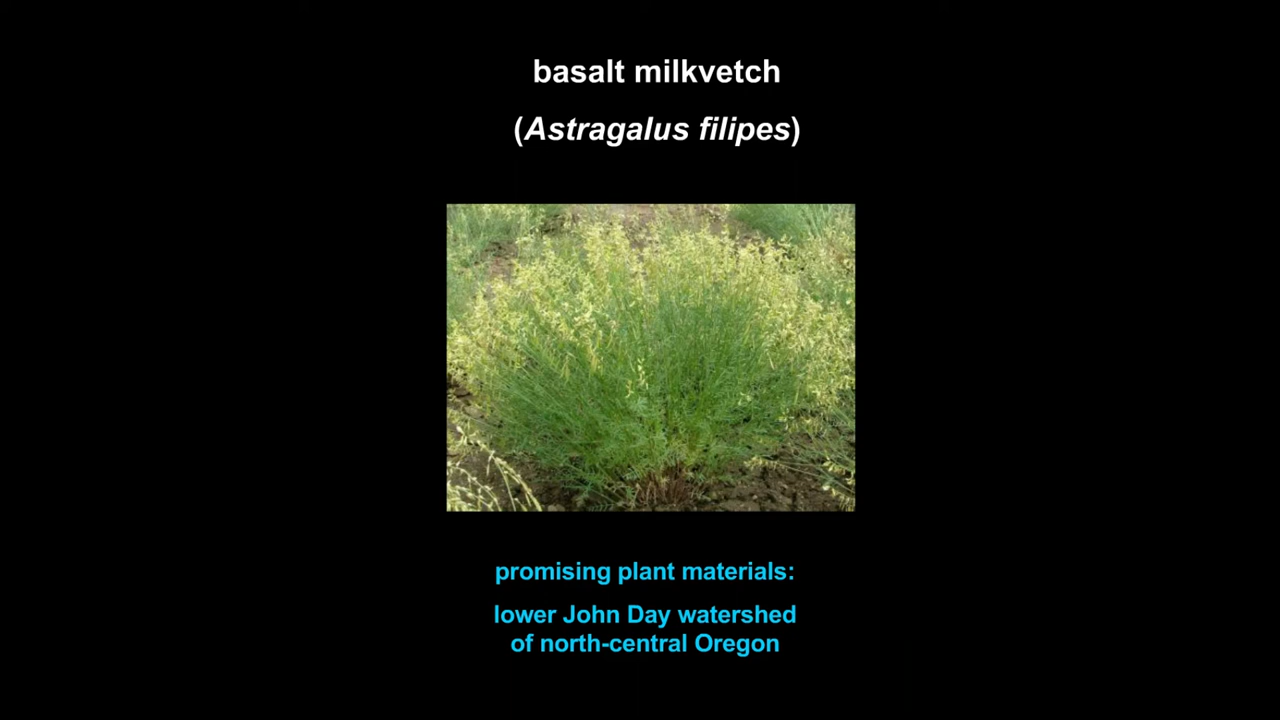 basalt milkvetch
(Astragalus filipes)
promising plant materials:
lower John Day watershed
of north-central Oregon